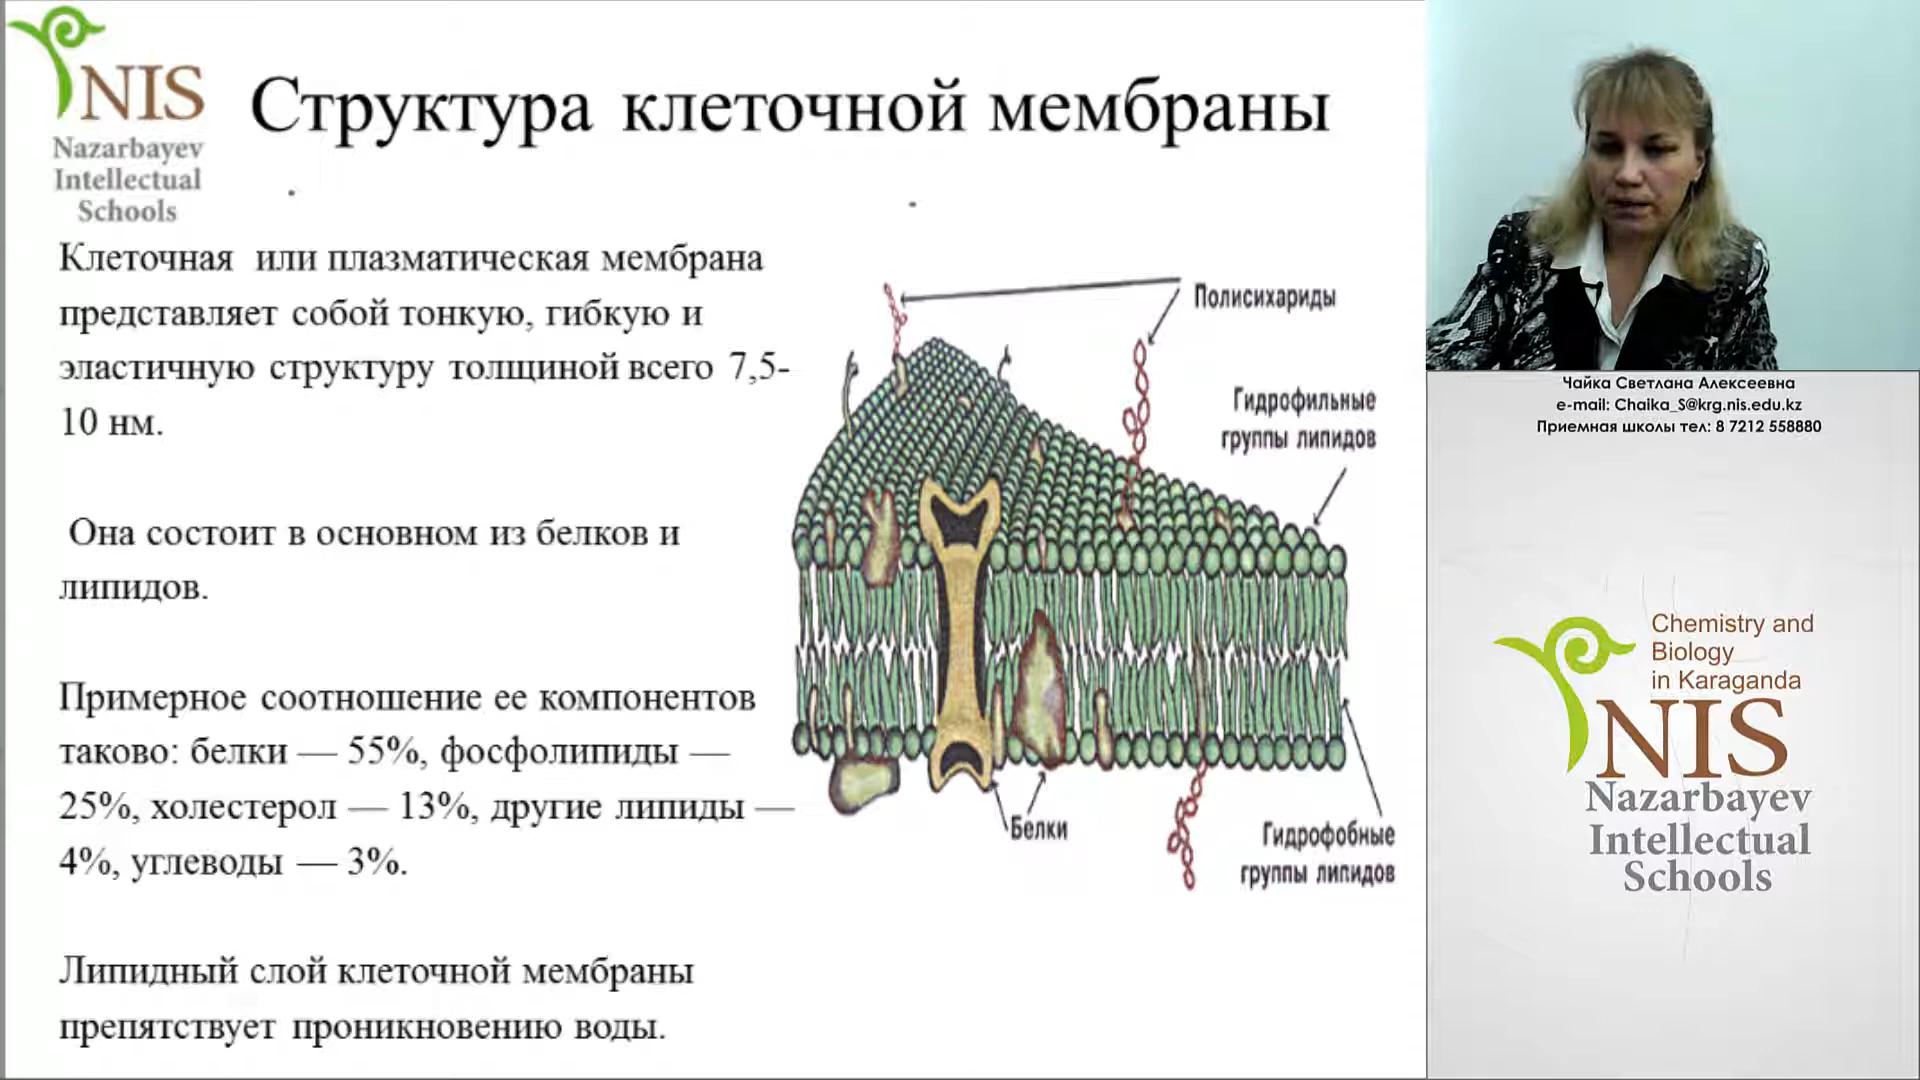 NIS
Nazarbayev
Intellectual
Schools
Структура клеточной мембраны
Клеточная или плазматическая мембрана
представляет собой тонкую, гибкую и
эластичную структуру толщиной всего 7,5-
10 нм.
Она состоит в основном из белков и
липидов.
Примерное соотношение ее компонентов
таково: белки — 55%, фосфолипиды —
25%, холестерол — 13%, другие липиды —
4%, углеводы — 3%.
Липидный слой клеточной мембраны
препятствует проникновению воды.
Полисихариды
Гидрофильные
группы липидов
Белки
Гидрофобные
группы липидов
Чайка Светлана Алексеевна
e-mail: Chaika_S@krg.nis.edu.kz
Приемная школы тел: 8 7212 558880
Chemistry and
Biology
in Karaganda
NIS
Nazarbayev
Intellectual
Schools